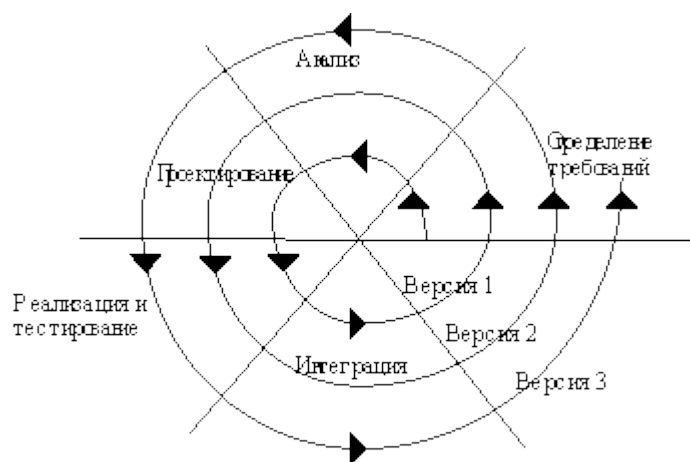 Анализ
Определение
требований
Проектирование
Версия 1
Реализация и
тестирование
Версия 2
Интеграция
Версия 3